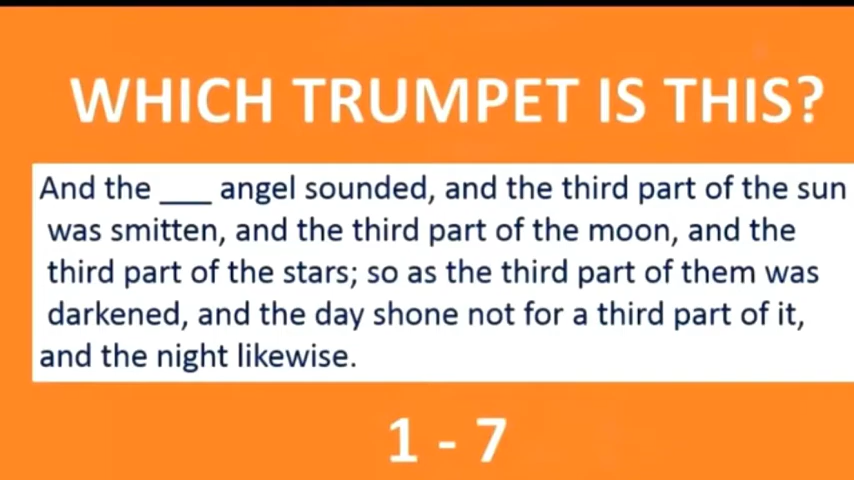 WHICH TRUMPET IS THIS?
And the ___ angel sounded, and the third part of the sun
was smitten, and the third part of the moon, and the
third part of the stars; so as the third part of them was
darkened, and the day shone not for a third part of it,
and the night likewise.
1 - 7